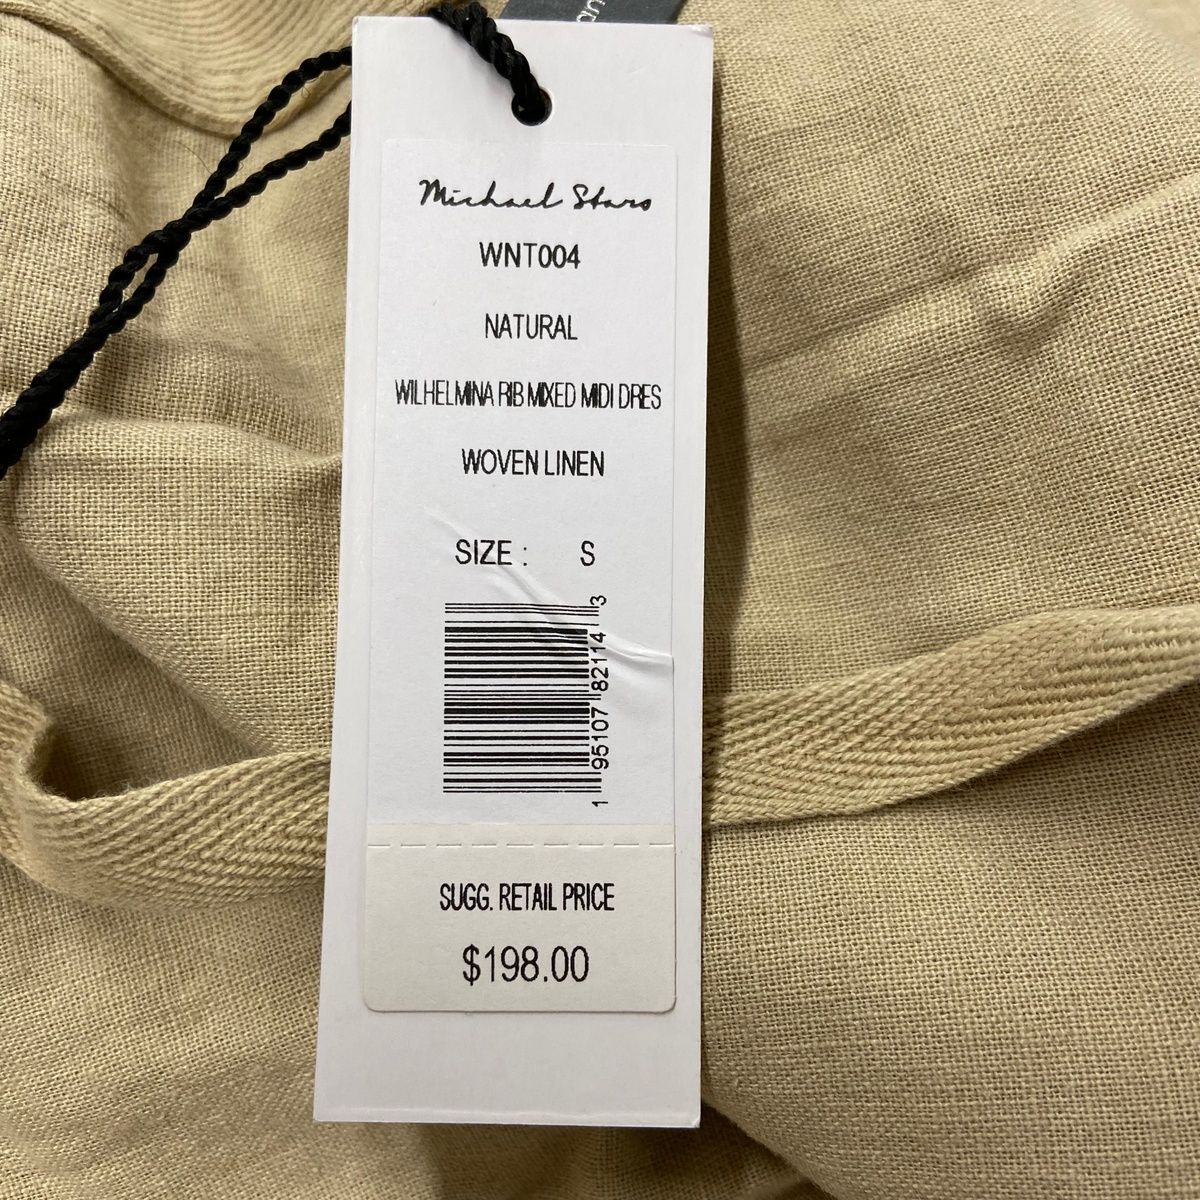 Michael Stars
WNT004
NATURAL
WILHELMINA RIB MIXED MIDI DRES
WOVEN LINEN
SIZE : S
1 95107 82114 3
SUGG. RETAIL PRICE
$198.00